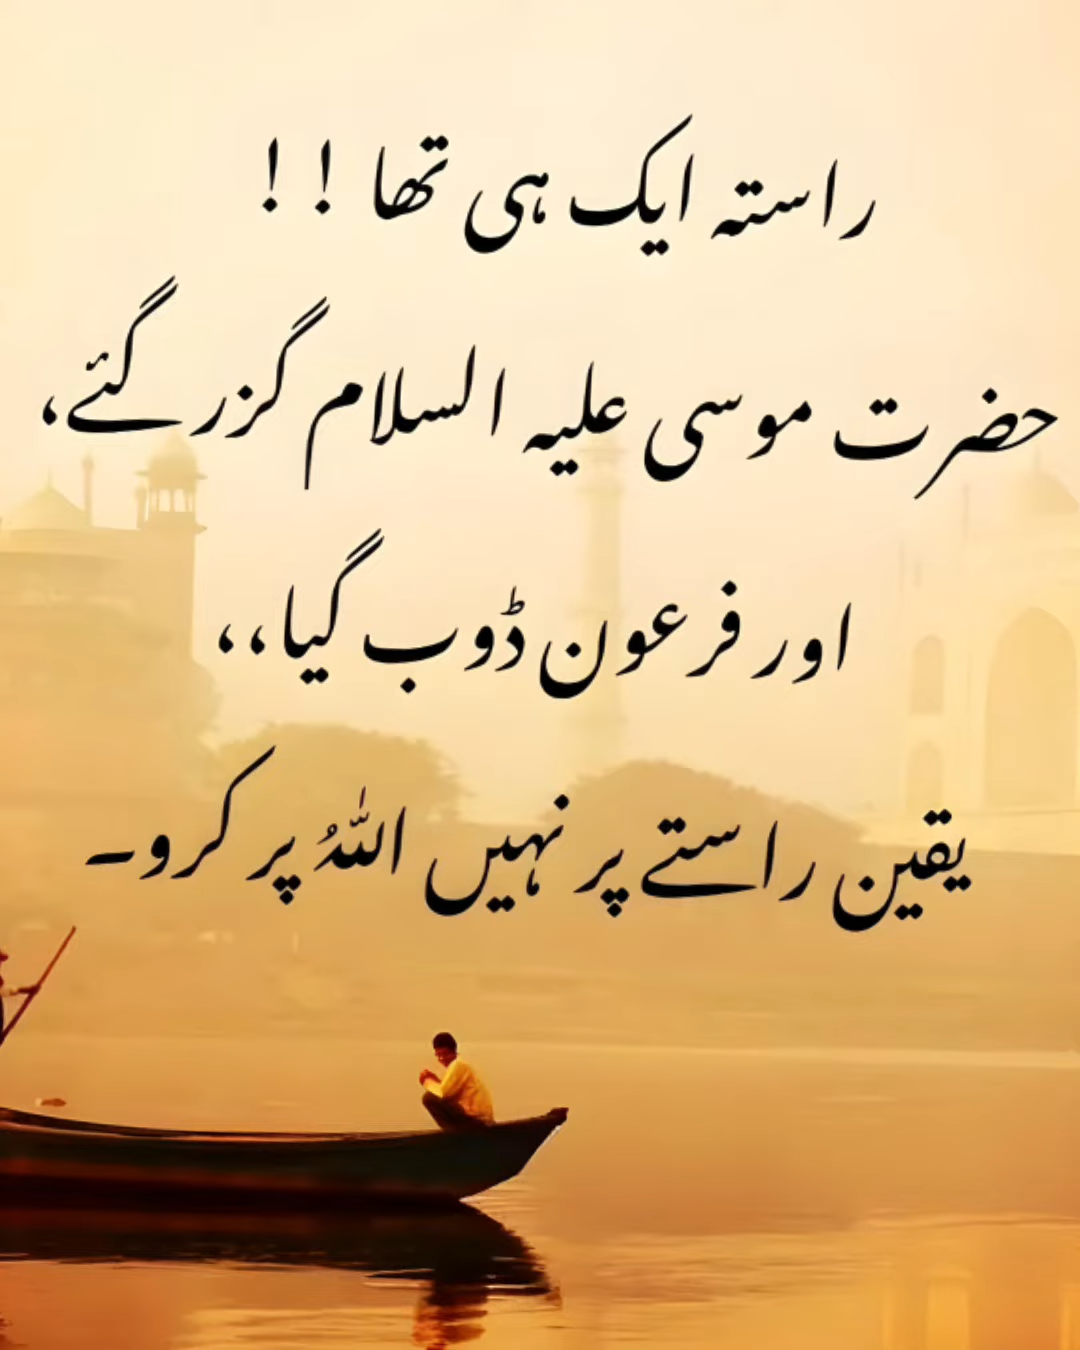 راستہ ایک ہی تھا ! !
حضرت موسی علیہ السلام گزر گئے،
اور فرعون ڈوب گیا،،
یقین راستے پر نہیں اللہُ پر کرو۔